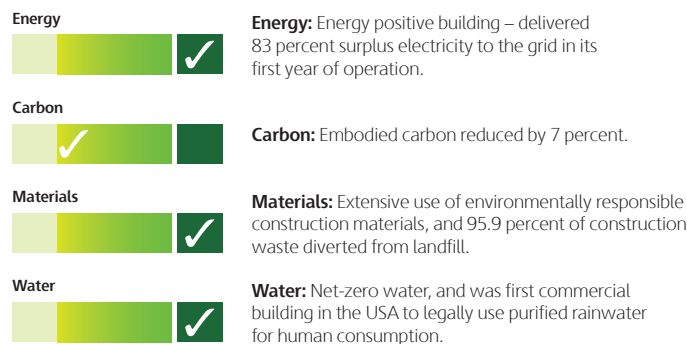 Energy
Energy: Energy positive building – delivered
83 percent surplus electricity to the grid in its
first year of operation.
Carbon
Carbon: Embodied carbon reduced by 7 percent.
Materials
Materials: Extensive use of environmentally responsible
construction materials, and 95.9 percent of construction
waste diverted from landfill.
Water
Water: Net-zero water, and was first commercial
building in the USA to legally use purified rainwater
for human consumption.